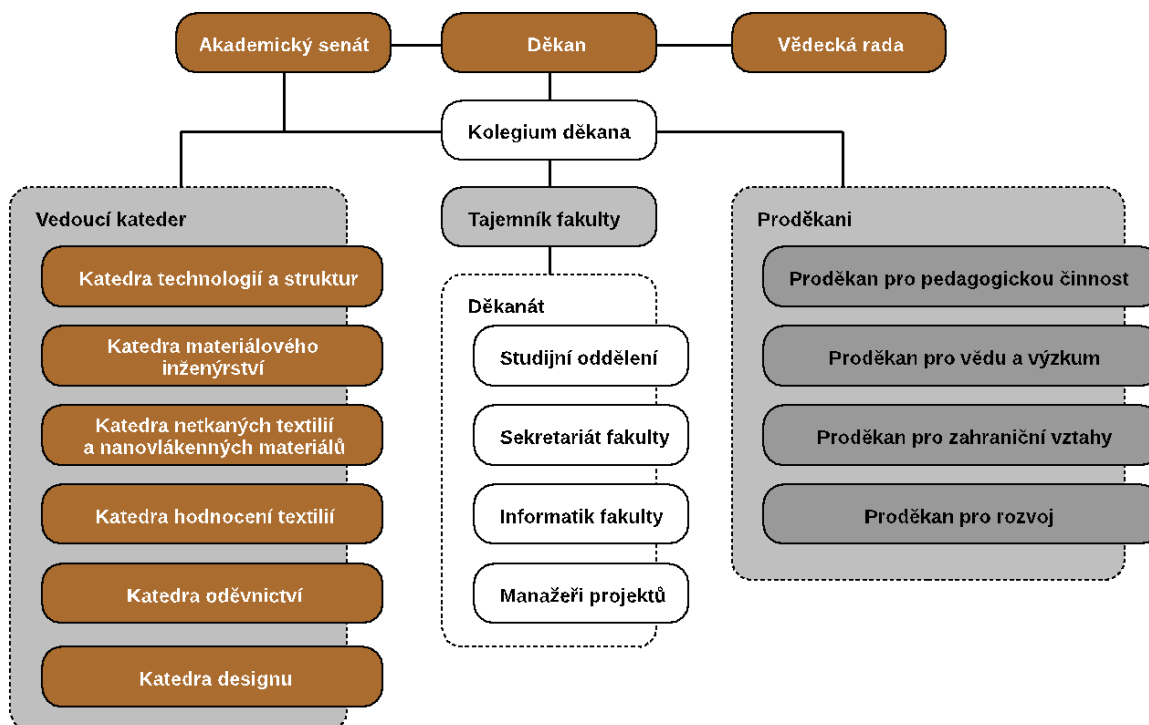 Akademický senát
Děkan
Vědecká rada
Kolegium děkana
Vedoucí kateder
Katedra technologií a struktur
Katedra materiálového
inženýrství
Katedra netkaných textilií
a nanovlákenných materiálů
Katedra hodnocení textilií
Katedra oděvnictví
Katedra designu
Tajemník fakulty
Děkanát
Studijní oddělení
Sekretariát fakulty
Informatik fakulty
Manažeři projektů
Proděkani
Proděkan pro pedagogickou činnost
Proděkan pro vědu a výzkum
Proděkan pro zahraniční vztahy
Proděkan pro rozvoj